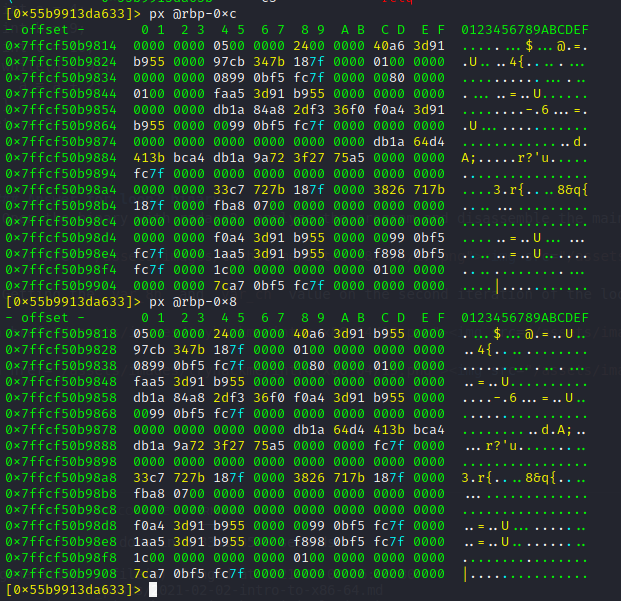 [0×55b9913da633]> px @rbp-0×c
- offset -   0 1  2 3  4 5  6 7  8 9  A B  C D  E F  0123456789ABCDEF
0×7ffcf50b9814  0000 0000 0500 0000 2400 0000 40a6 3d91  ........$...@.=.
0×7ffcf50b9824  b955 0000 97cb 347b 187f 0000 0100 0000  .U....4{........
0×7ffcf50b9834  0000 0000 0899 0bf5 fc7f 0000 0080 0000  ................
0×7ffcf50b9844  0100 0000 faa5 3d91 b955 0000 0000 0000  ......=..U......
0×7ffcf50b9854  0000 0000 db1a 84a8 2df3 36f0 f0a4 3d91  ........-.6...=.
0×7ffcf50b9864  b955 0000 0099 0bf5 fc7f 0000 0000 0000  .U..............
0×7ffcf50b9874  0000 0000 0000 0000 0000 0000 db1a 64d4  ..............d.
0×7ffcf50b9884  413b bca4 db1a 9a72 3f27 75a5 0000 0000  A;.....r?'u.....
0×7ffcf50b9894  fc7f 0000 0000 0000 0000 0000 0000 0000  ................
0×7ffcf50b98a4  0000 0000 33c7 727b 187f 0000 3826 717b  ....3.r{....8&q{
0×7ffcf50b98b4  187f 0000 fba8 0700 0000 0000 0000 0000  ................
0×7ffcf50b98c4  0000 0000 0000 0000 0000 0000 0000 0000  ................
0×7ffcf50b98d4  0000 0000 f0a4 3d91 b955 0000 0099 0bf5  ......=..U......
0×7ffcf50b98e4  fc7f 0000 1aa5 3d91 b955 0000 f898 0bf5  ......=..U......
0×7ffcf50b98f4  fc7f 0000 1c00 0000 0000 0000 0100 0000  ................
0×7ffcf50b9904  0000 0000 7ca7 0bf5 fc7f 0000 0000 0000  ....|...........
[0×55b9913da633]> px @rbp-0×8
- offset -   0 1  2 3  4 5  6 7  8 9  A B  C D  E F  0123456789ABCDEF
0×7ffcf50b9818  0500 0000 2400 0000 40a6 3d91 b955 0000  ....$...@.=..U..
0×7ffcf50b9828  97cb 347b 187f 0000 0100 0000 0000 0000  ..4{............
0×7ffcf50b9838  0899 0bf5 fc7f 0000 0080 0000 0100 0000  ................
0×7ffcf50b9848  faa5 3d91 b955 0000 0000 0000 0000 0000  ..=..U..........
0×7ffcf50b9858  db1a 84a8 2df3 36f0 f0a4 3d91 b955 0000  ....-.6...=..U..
0×7ffcf50b9868  0099 0bf5 fc7f 0000 0000 0000 0000 0000  ................
0×7ffcf50b9878  0000 0000 0000 0000 db1a 64d4 413b bca4  ..........d.A;..
0×7ffcf50b9888  db1a 9a72 3f27 75a5 0000 0000 fc7f 0000  ...r?'u.........
0×7ffcf50b9898  0000 0000 0000 0000 0000 0000 0000 0000  ................
0×7ffcf50b98a8  33c7 727b 187f 0000 3826 717b 187f 0000  3.r{....8&q{....
0×7ffcf50b98b8  fba8 0700 0000 0000 0000 0000 0000 0000  ................
0×7ffcf50b98c8  0000 0000 0000 0000 0000 0000 0000 0000  ................
0×7ffcf50b98d8  f0a4 3d91 b955 0000 0099 0bf5 fc7f 0000  ..=..U..........
0×7ffcf50b98e8  1aa5 3d91 b955 0000 f898 0bf5 fc7f 0000  ..=..U..........
0×7ffcf50b98f8  1c00 0000 0000 0000 0100 0000 0000 0000  ................
0×7ffcf50b9908  7ca7 0bf5 fc7f 0000 0000 0000 0000 0000  |...............
[0×55b9913da633]>